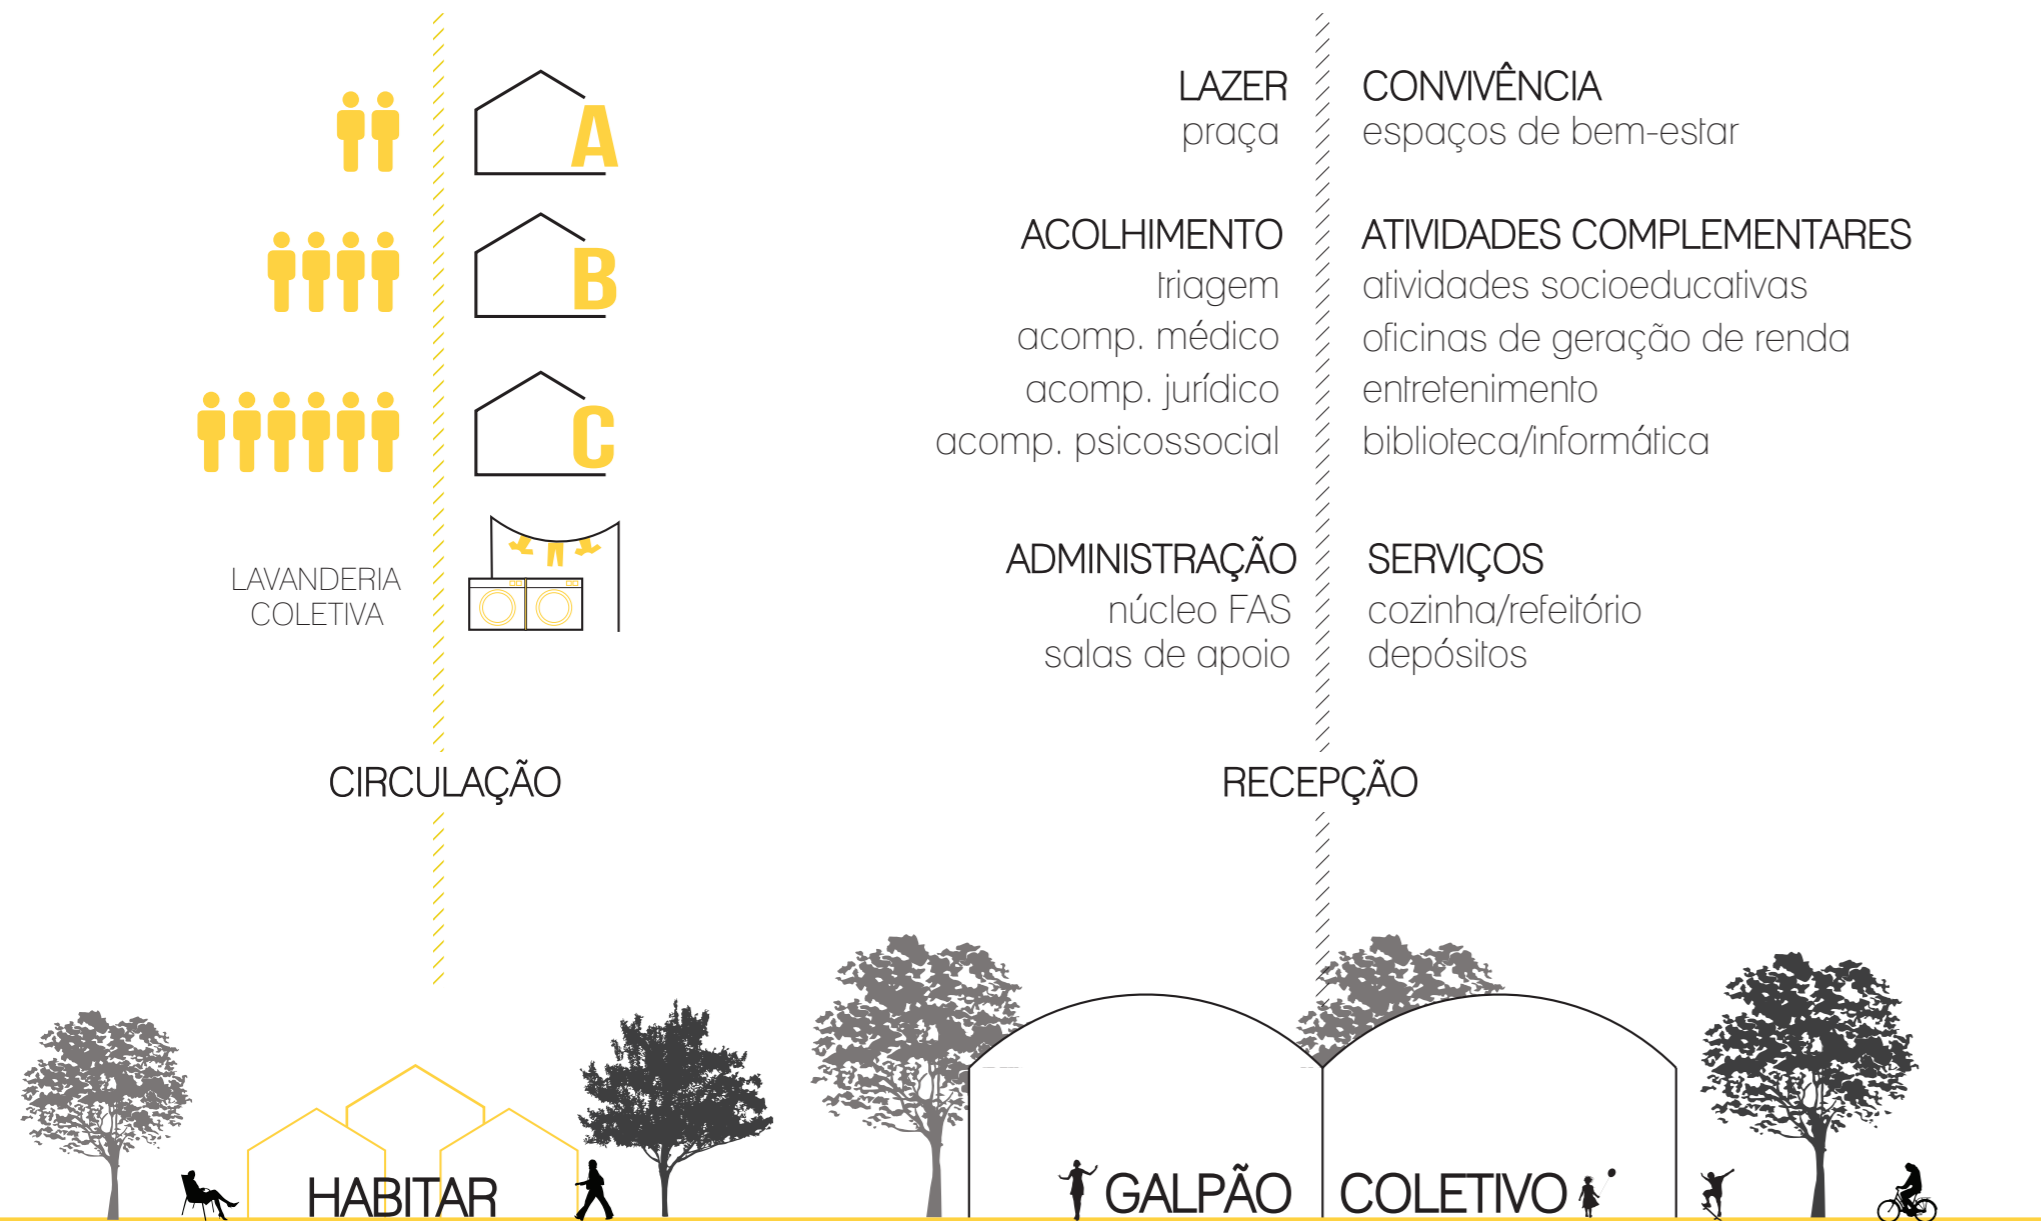 A
B
C
LAVANDERIA
COLETIVA
CIRCULAÇÃO
HABITAR
LAZER
praça
CONVIVÊNCIA
espaços de bem-estar
ACOLHIMENTO
triagem
acomp. médico
acomp. jurídico
acomp. psicossocial
ATIVIDADES COMPLEMENTARES
atividades socioeducativas
oficinas de geração de renda
entretenimento
biblioteca/informática
ADMINISTRAÇÃO
núcleo FAS
salas de apoio
SERVIÇOS
cozinha/refeitório
depósitos
RECEPÇÃO
GALPÃO COLETIVO